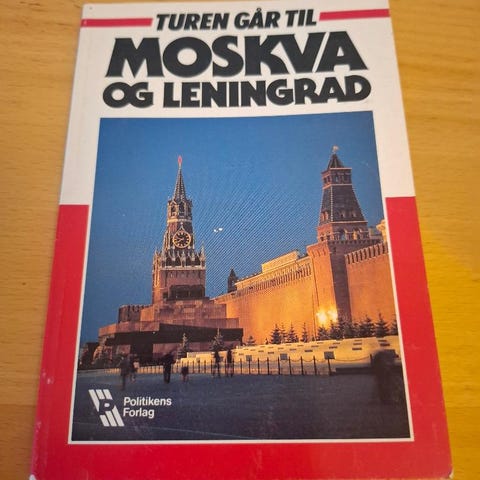 TUREN GÅR TIL
MOSKVA
OG LENINGRAD
Politikens
Forlag